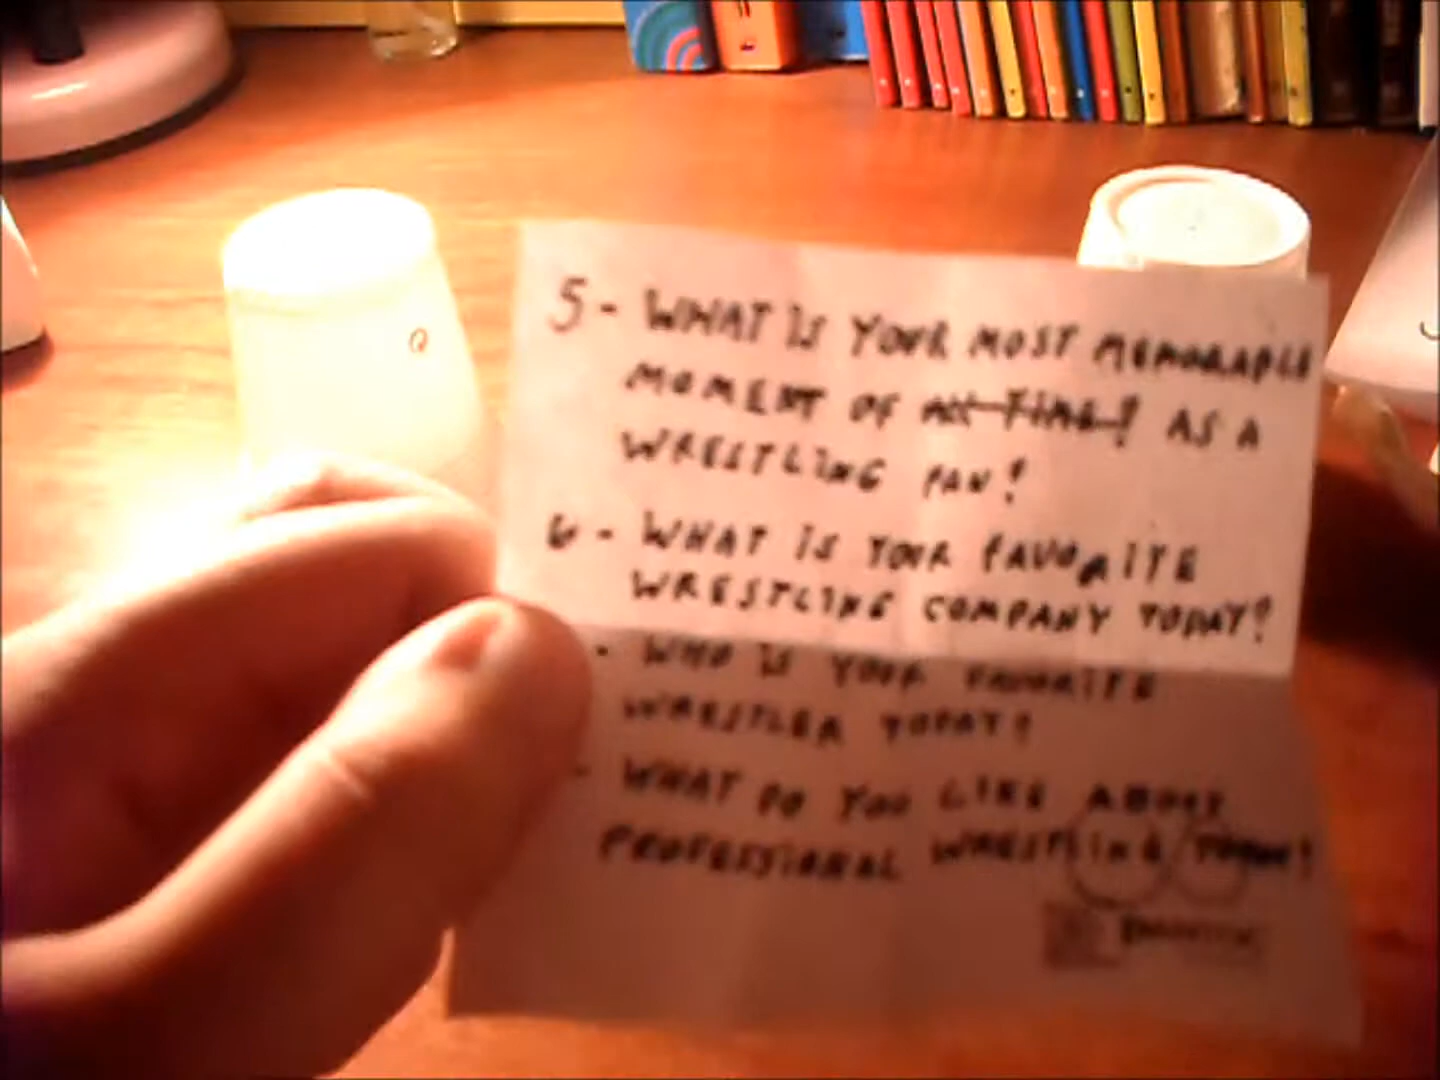 5- WHAT IS YOUR MOST MEMORABLE
MOMENT OF All Time? AS A
WRESTLING FAN?
6- WHAT IS YOUR FAVORITE
WRESTLING COMPANY TODAY?
- WHO IS YOUR FAVORITE
WRESTLER TODAY?
- WHAT DO YOU LIKE ABOUT
PROFESSIONAL WRESTLING TODAY?